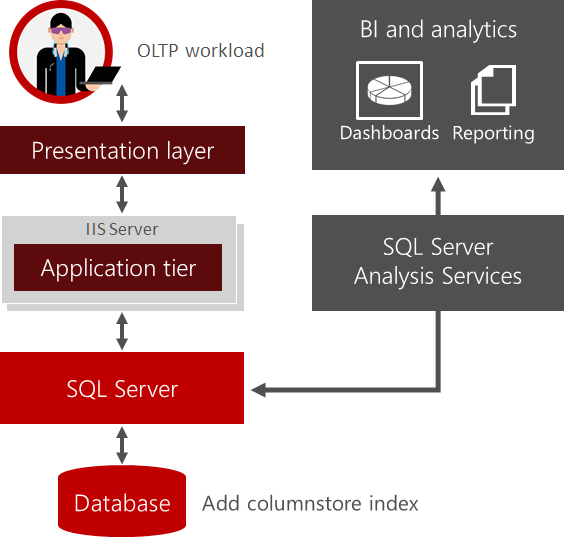 OLTP workload
Presentation layer
IIS Server
Application tier
SQL Server
Database
Add columnstore index
BI and analytics
Dashboards
Reporting
SQL Server
Analysis Services